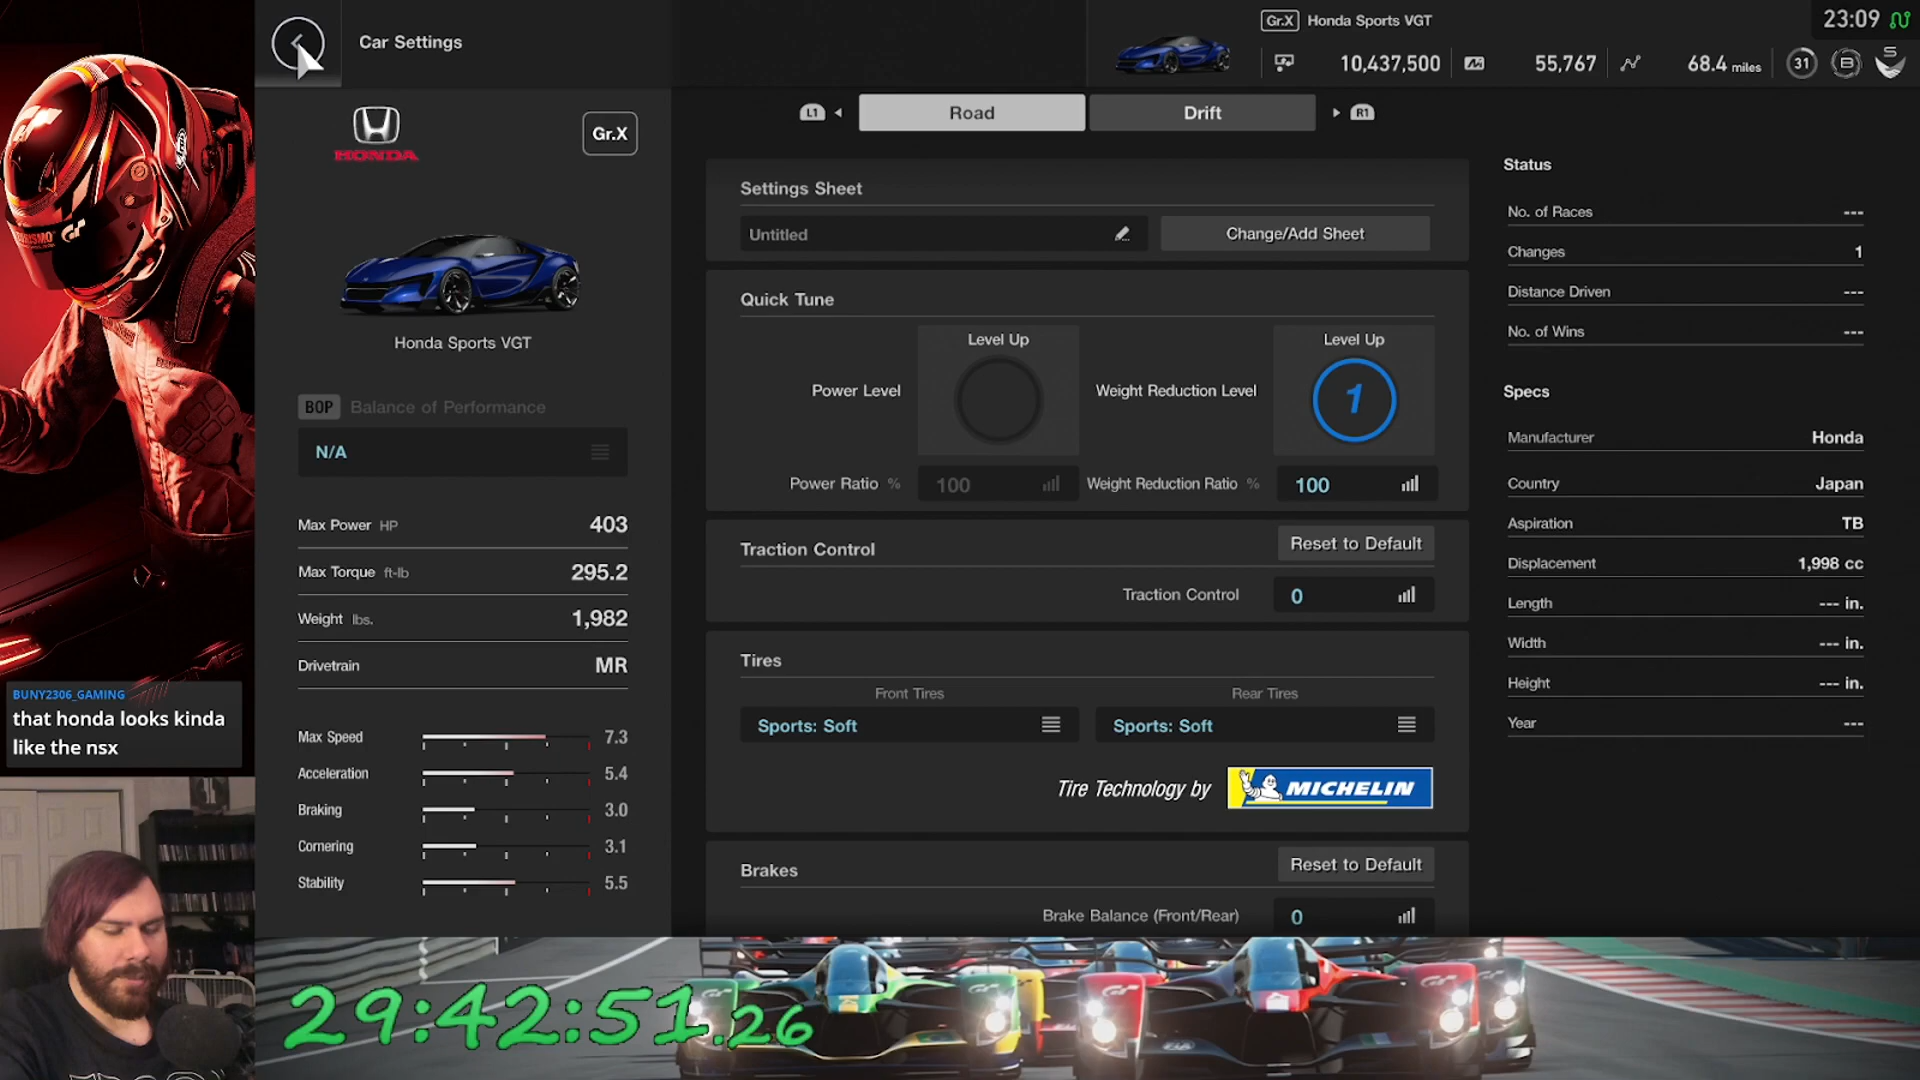 Car Settings
Gr.X Honda Sports VGT
10,437,500
55,767
68.4 miles
23:09
31
B
S
HONDA
Gr.X
Honda Sports VGT
BOP Balance of Performance
N/A
Max Power HP 403
Max Torque ft-lb 295.2
Weight lbs. 1,982
Drivetrain MR
Max Speed 7.3
Acceleration 5.4
Braking 3.0
Cornering 3.1
Stability 5.5
L1 Road Drift R1
Settings Sheet
Untitled Change/Add Sheet
Quick Tune
Level Up Level Up
Power Level Weight Reduction Level 1
Power Ratio % 100 Weight Reduction Ratio % 100
Traction Control Reset to Default
Traction Control 0
Tires
Front Tires Rear Tires
Sports: Soft Sports: Soft
Tire Technology by MICHELIN
Brakes Reset to Default
Brake Balance (Front/Rear) 0
Status
No. of Races ---
Changes 1
Distance Driven ---
No. of Wins ---
Specs
Manufacturer Honda
Country Japan
Aspiration TB
Displacement 1,998 cc
Length --- in.
Width --- in.
Height --- in.
Year ---
BUNY2306_GAMING
that honda looks kinda
like the nsx
29:42:51.26